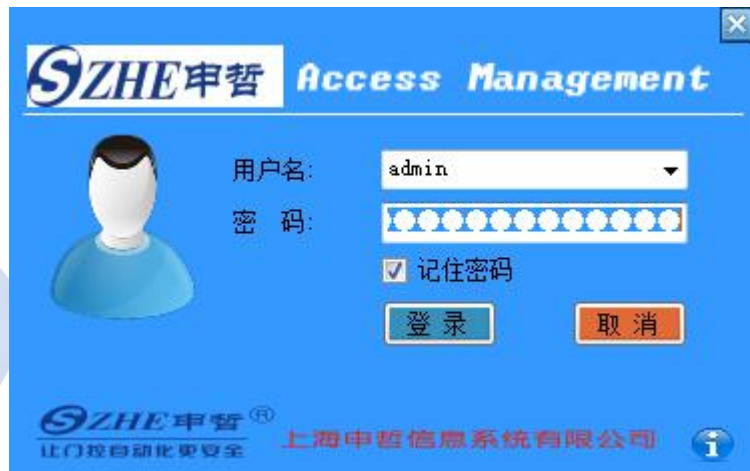 SZHE申哲 Access Management
用户名: admin
密 码:
记住密码
登录 取消
SZHE申哲® 上海申哲信息系统有限公司
让门控自动化更安全